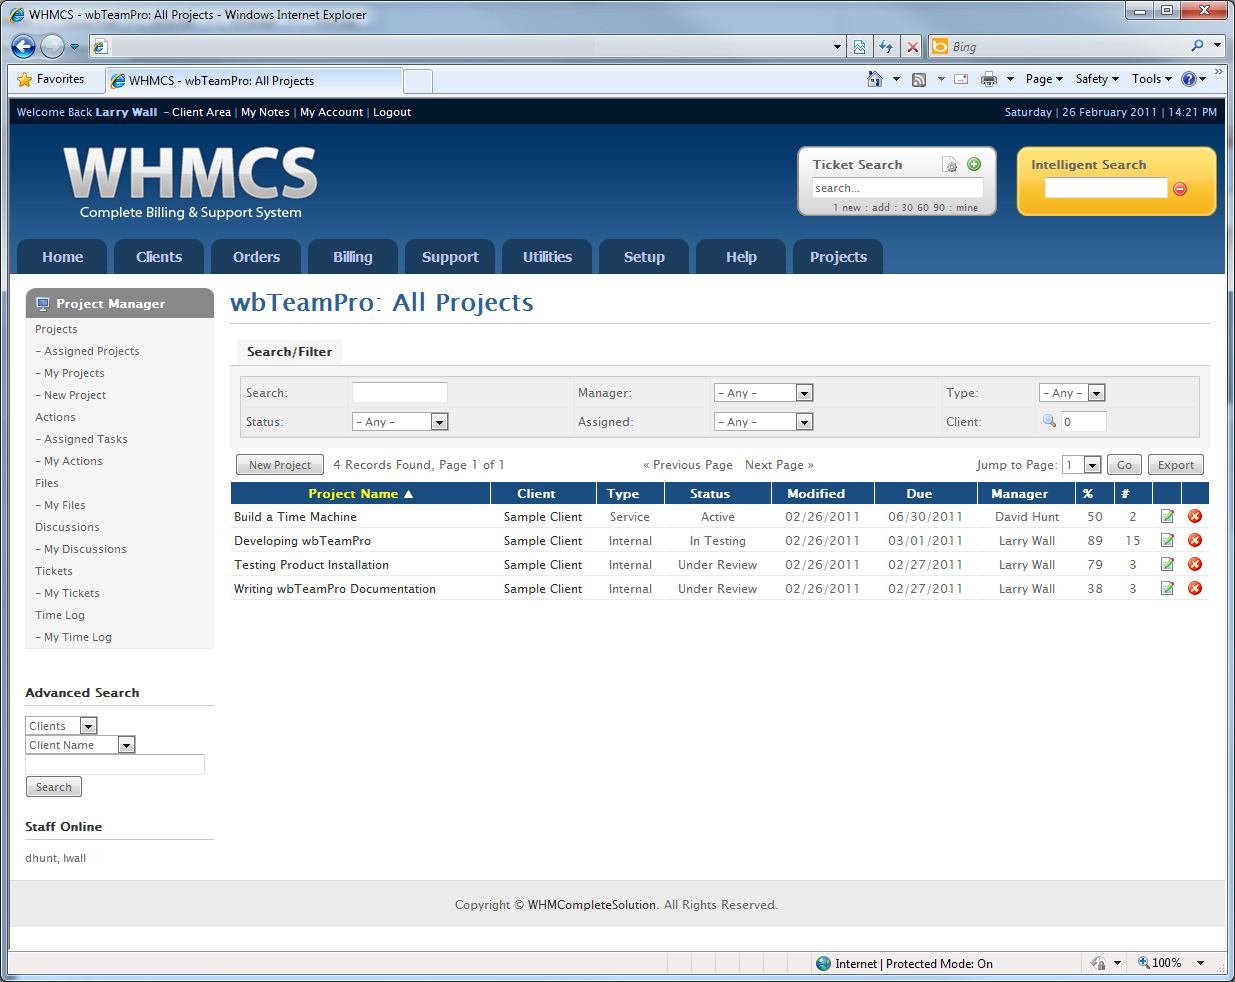 WHMCS - wbTeamPro: All Projects - Windows Internet Explorer
Bing
Favorites
WHMCS - wbTeamPro: All Projects
Page Safety Tools
Welcome Back Larry Wall - Client Area | My Notes | My Account | Logout
Saturday | 26 February 2011 | 14:21 PM
WHMCS
Complete Billing & Support System
Ticket Search
search...
1 new : add : 30 60 90 : mine
Intelligent Search
Home Clients Orders Billing Support Utilities Setup Help Projects
Project Manager
Projects
- Assigned Projects
- My Projects
- New Project
Actions
- Assigned Tasks
- My Actions
Files
- My Files
Discussions
- My Discussions
Tickets
- My Tickets
Time Log
- My Time Log
Advanced Search
Clients
Client Name
Search
Staff Online
dhunt, lwall
wbTeamPro: All Projects
Search/Filter
Search: Manager: - Any - Type: - Any -
Status: - Any - Assigned: - Any - Client: 0
New Project 4 Records Found, Page 1 of 1 « Previous Page Next Page » Jump to Page: 1 Go Export
Project Name ▲ Client Type Status Modified Due Manager % #
Build a Time Machine Sample Client Service Active 02/26/2011 06/30/2011 David Hunt 50 2
Developing wbTeamPro Sample Client Internal In Testing 02/26/2011 03/01/2011 Larry Wall 89 15
Testing Product Installation Sample Client Internal Under Review 02/26/2011 02/27/2011 Larry Wall 79 3
Writing wbTeamPro Documentation Sample Client Internal Under Review 02/26/2011 02/27/2011 Larry Wall 38 3
Copyright © WHMCompleteSolution. All Rights Reserved.
Internet | Protected Mode: On
100%